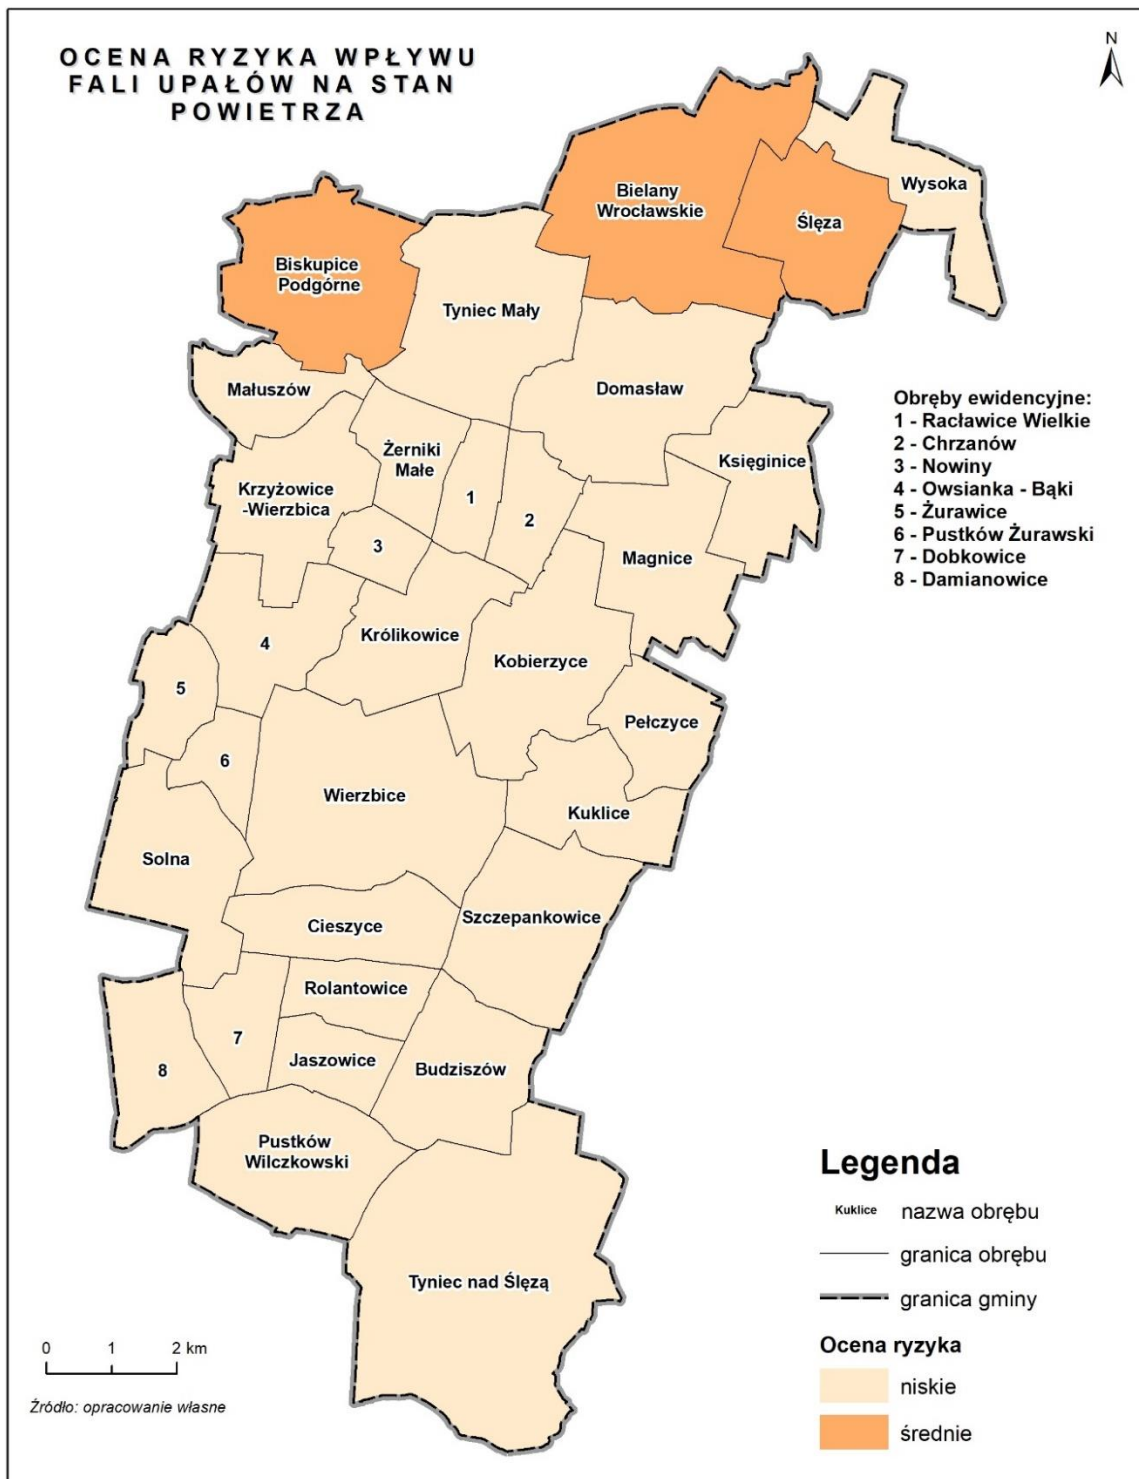 OCENA RYZYKA WPŁYWU
FALI UPAŁÓW NA STAN
POWIETRZA
N
Wysoka
Bielany
Wrocławskie
Ślęza
Biskupice
Podgórne
Tyniec Mały
Małuszów
Domasław
Obręby ewidencyjne:
1 - Racławice Wielkie
2 - Chrzanów
3 - Nowiny
4 - Owsianka - Bąki
5 - Żurawice
6 - Pustków Żurawski
7 - Dobkowice
8 - Damianowice
Żerniki
Małe
Księginice
Krzyżowice
-Wierzbica
1
2
3
Magnice
Królikowice
4
Kobierzyce
5
Pełczyce
6
Wierzbice
Kuklice
Solna
Szczepankowice
Cieszyce
Rolantowice
7
Jaszowice
Budziszów
8
Pustków
Wilczkowski
Tyniec nad Ślęzą
Legenda
Kuklice nazwa obrębu
granica obrębu
granica gminy
Ocena ryzyka
niskie
średnie
0 1 2 km
Źródło: opracowanie własne